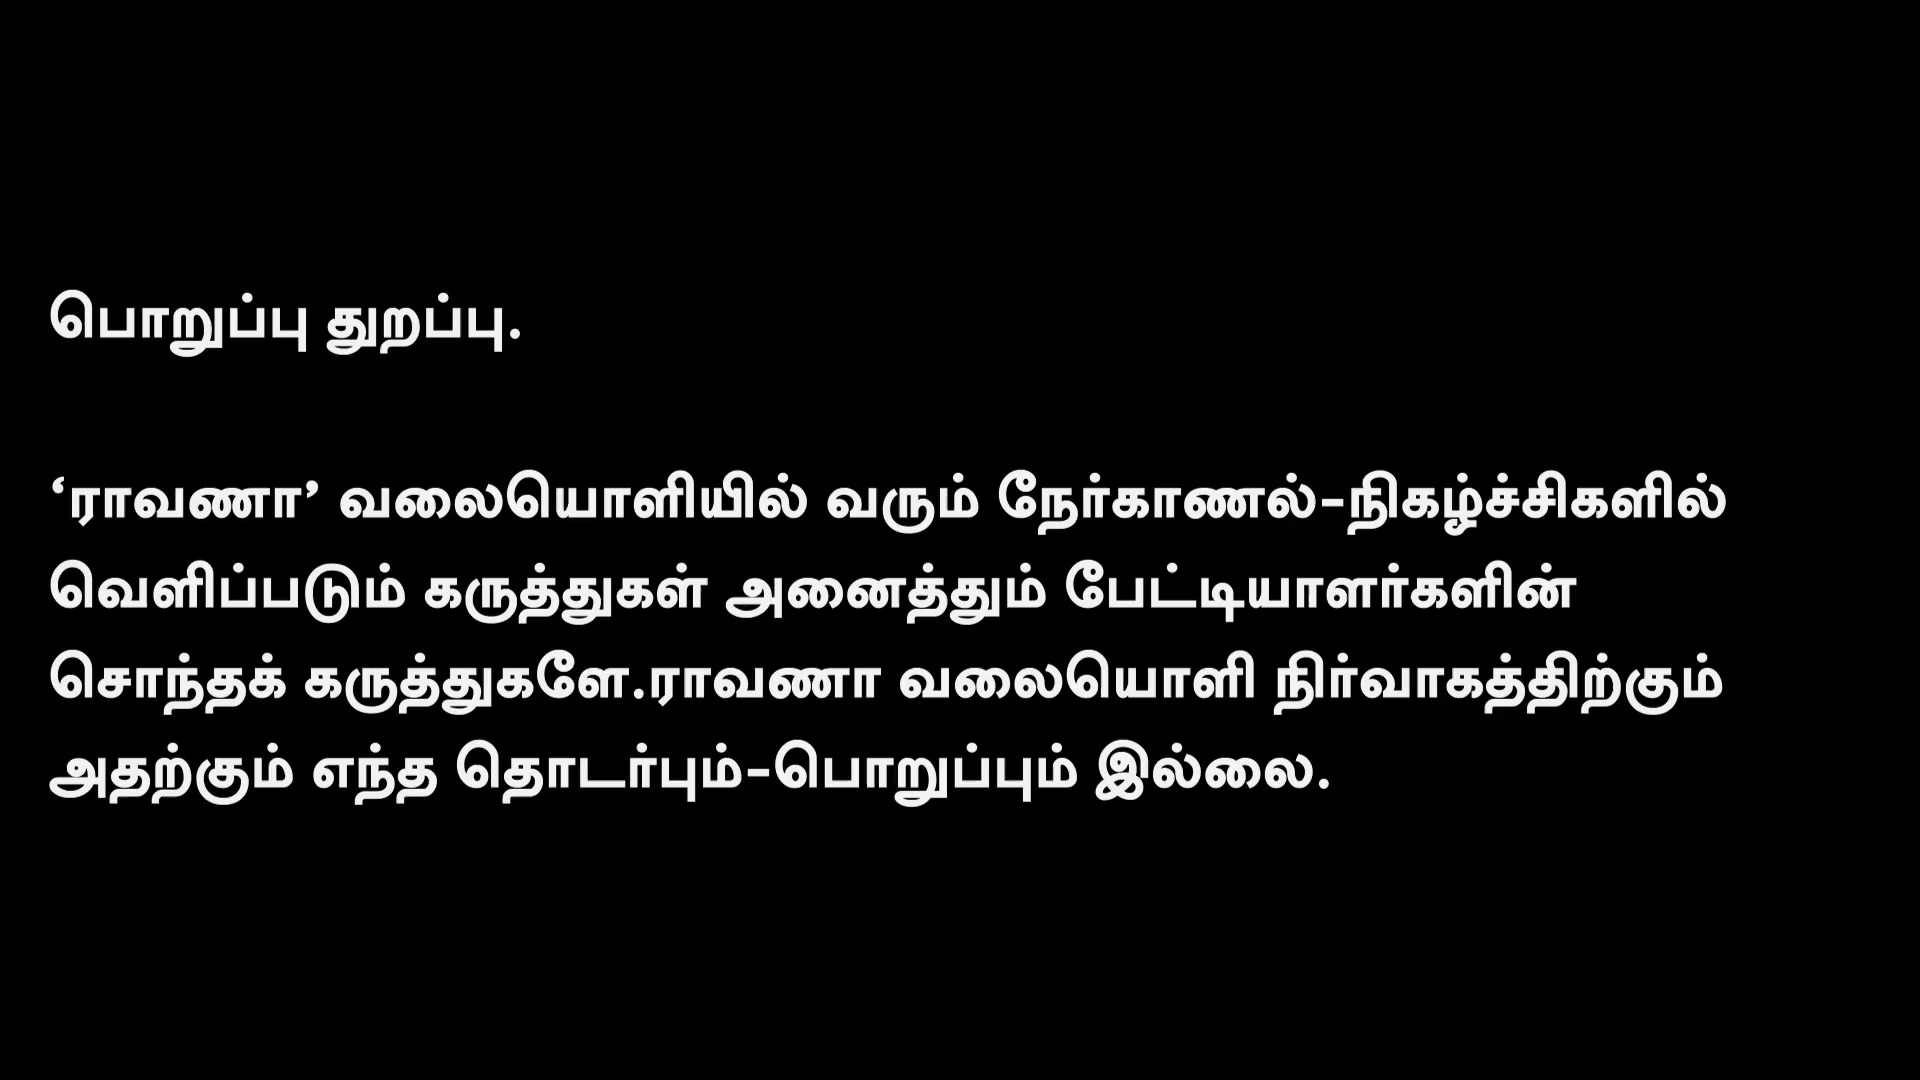 பொறுப்பு துறப்பு.
‘ராவணா’ வலையொளியில் வரும் நேர்காணல்-நிகழ்ச்சிகளில்
வெளிப்படும் கருத்துகள் அனைத்தும் பேட்டியாளர்களின்
சொந்தக் கருத்துகளே.ராவணா வலையொளி நிர்வாகத்திற்கும்
அதற்கும் எந்த தொடர்பும்-பொறுப்பும் இல்லை.